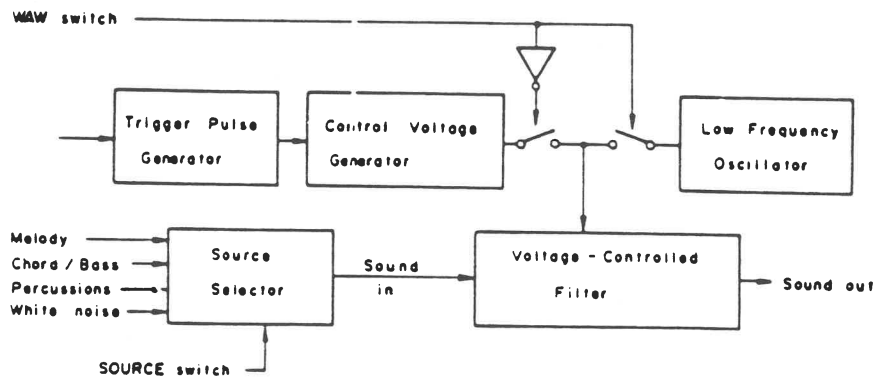 WAW switch
Trigger Pulse
Generator
Control Voltage
Generator
Low Frequency
Oscillator
Melody
Chord / Bass
Percussions
White noise
Source
Selector
Sound
in
Voltage - Controlled
Filter
Sound out
SOURCE switch